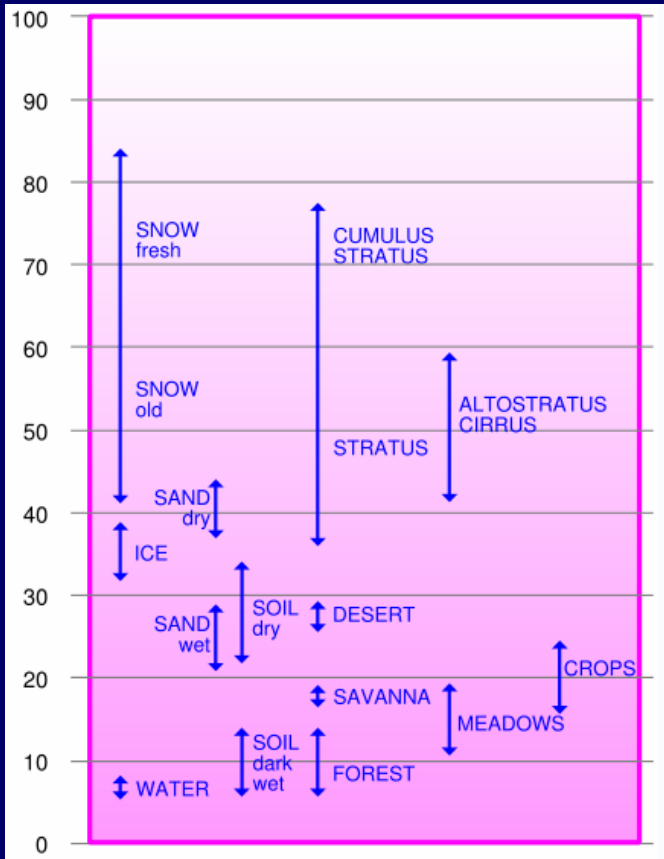 100
90
80
70
60
50
40
30
20
10
0
SNOW
fresh
CUMULUS
STRATUS
SNOW
old
ALTOSTRATUS
CIRRUS
STRATUS
SAND
dry
ICE
SAND
wet
SOIL
dry
DESERT
CROPS
SAVANNA
MEADOWS
SOIL
dark
wet
FOREST
WATER